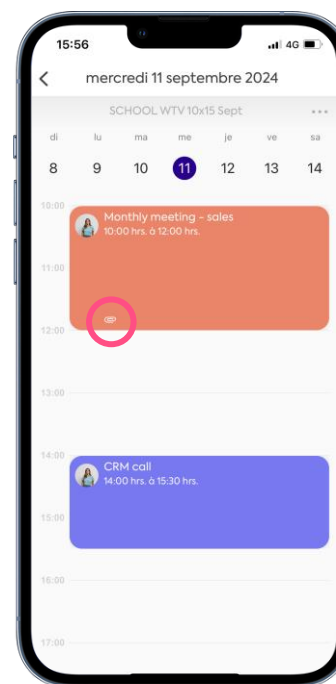 15:56
4G
mercredi 11 septembre 2024
SCHOOL WTV 10x15 Sept
di lu ma me je ve sa
8 9 10 11 12 13 14
10:00
Monthly meeting - sales
10:00 hrs. à 12:00 hrs.
11:00
12:00
13:00
14:00
CRM call
14:00 hrs. à 15:30 hrs.
15:00
16:00
17:00